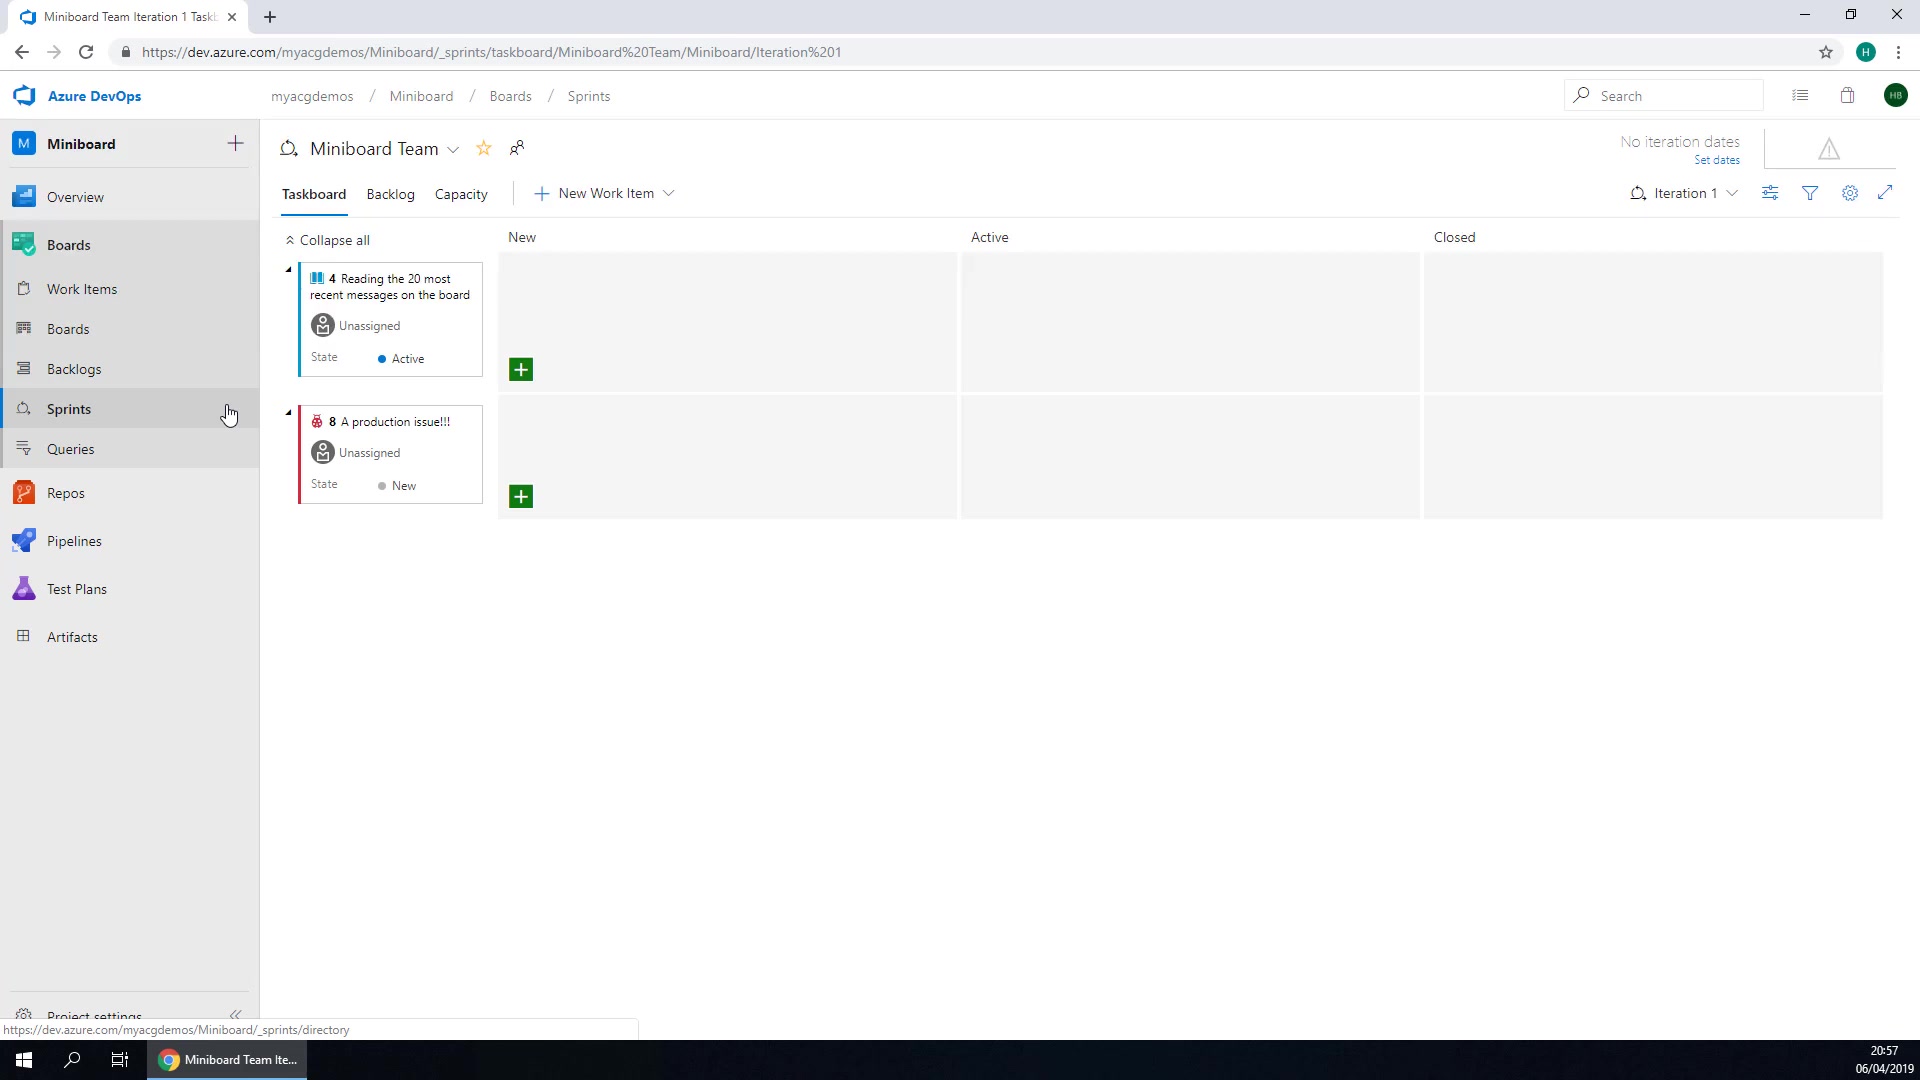 Miniboard Team Iteration 1 Taskb
https://dev.azure.com/myacgdemos/Miniboard/_sprints/taskboard/Miniboard%20Team/Miniboard/Iteration%201
H
Azure DevOps
myacgdemos / Miniboard / Boards / Sprints
Search
HB
M Miniboard
Miniboard Team
No iteration dates
Set dates
Overview
Taskboard Backlog Capacity New Work Item
Iteration 1
Boards
Collapse all
New
Active
Closed
Work Items
4 Reading the 20 most
recent messages on the board
Unassigned
State Active
Boards
Backlogs
Sprints
8 A production issue!!!
Unassigned
State New
Queries
Repos
Pipelines
Test Plans
Artifacts
Project settings
https://dev.azure.com/myacgdemos/Miniboard/_sprints/directory
Miniboard Team Ite...
20:57
06/04/2019